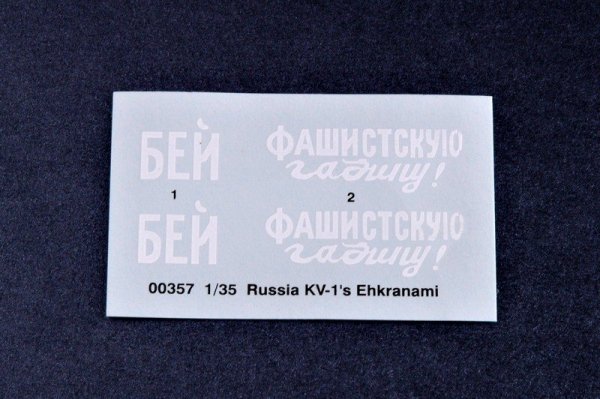 БЕЙ ФАШИСТСКУЮ
гадину!
1 2
БЕЙ ФАШИСТСКУЮ
гадину!
00357 1/35 Russia KV-1's Ehkranami